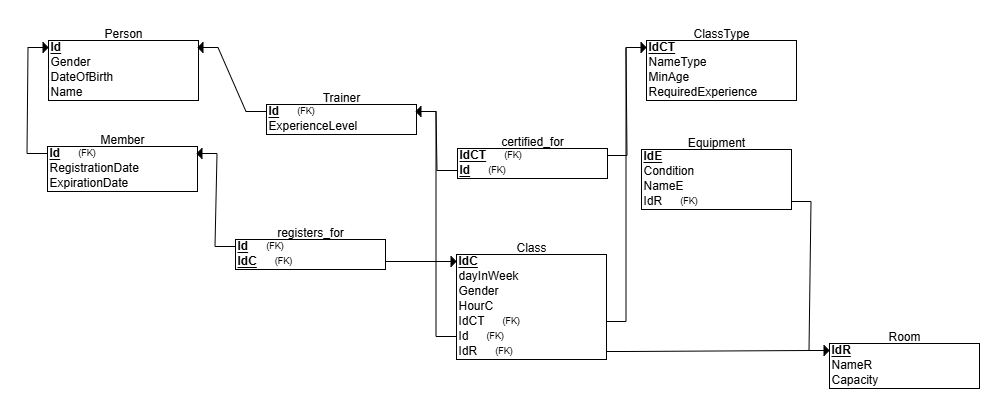 Person
Id
Gender
DateOfBirth
Name
ClassType
IdCT
NameType
MinAge
RequiredExperience
Trainer
Id (FK)
ExperienceLevel
Member
Id (FK)
RegistrationDate
ExpirationDate
certified_for
IdCT (FK)
Id (FK)
Equipment
IdE
Condition
NameE
IdR (FK)
registers_for
Id (FK)
IdC (FK)
Class
IdC
dayInWeek
Gender
HourC
IdCT (FK)
Id (FK)
IdR (FK)
Room
IdR
NameR
Capacity